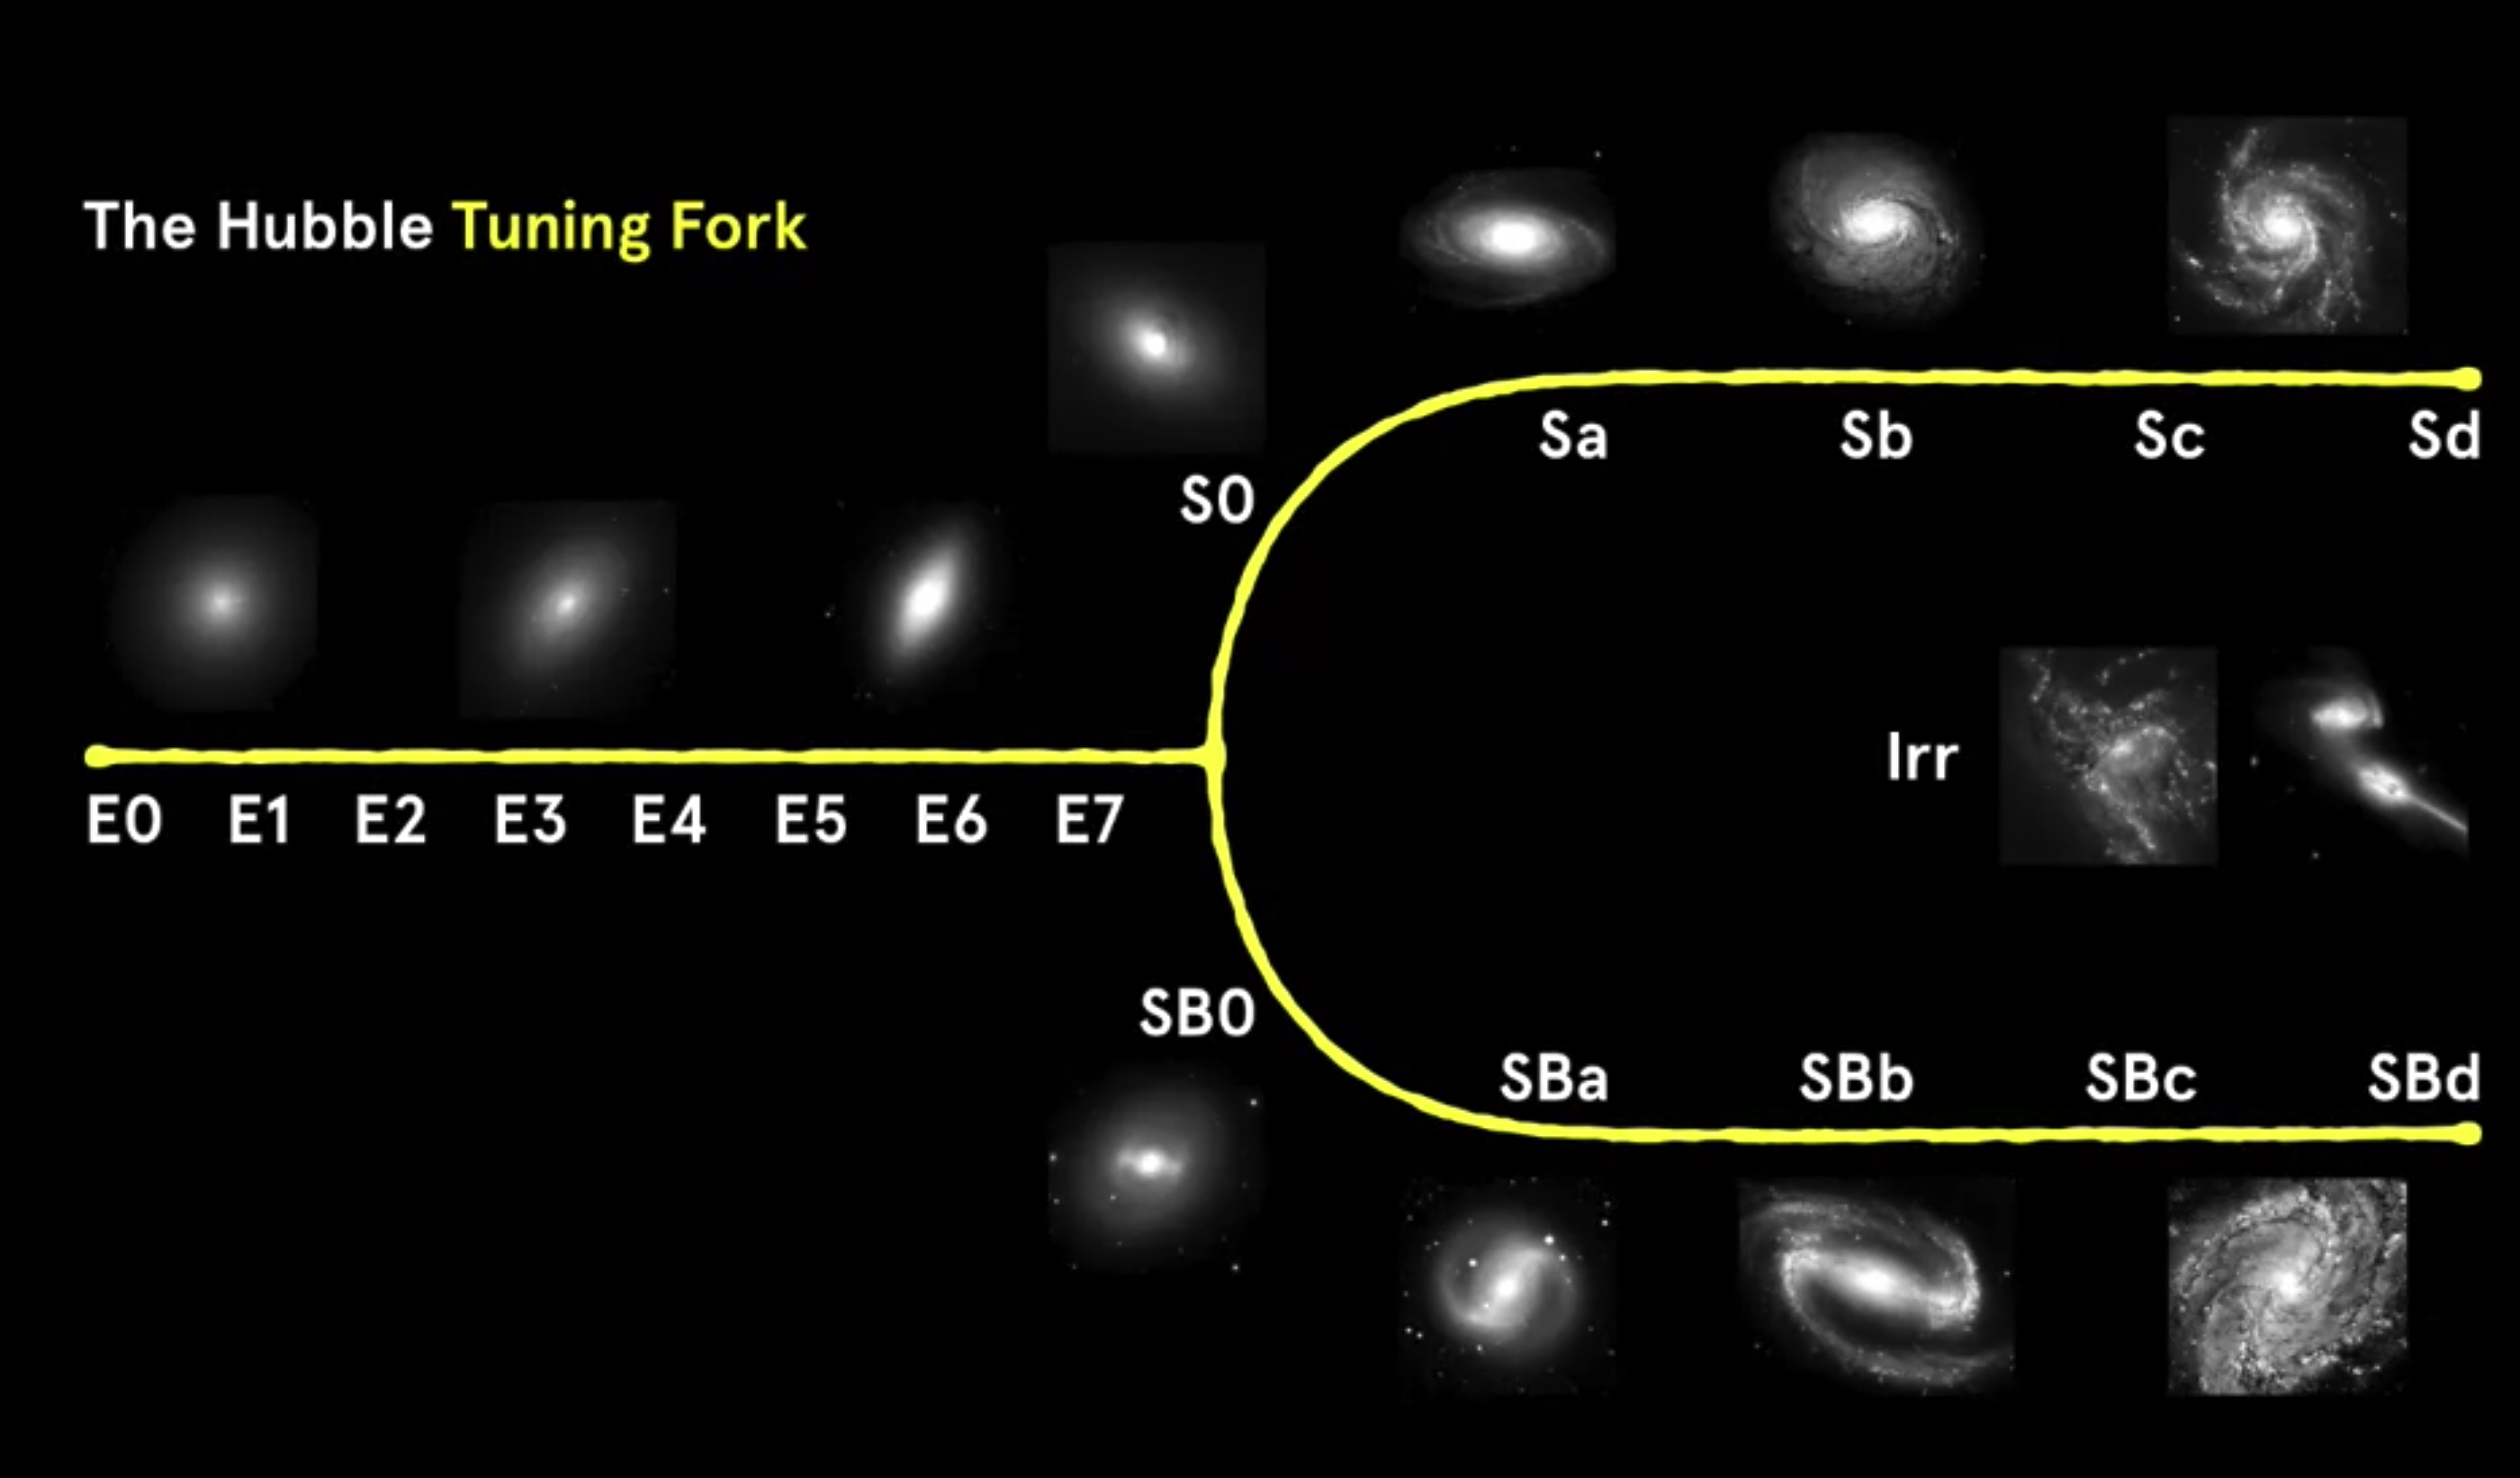 The Hubble Tuning Fork
Sa Sb Sc Sd
S0
Irr
E0 E1 E2 E3 E4 E5 E6 E7
SB0
SBa SBb SBc SBd